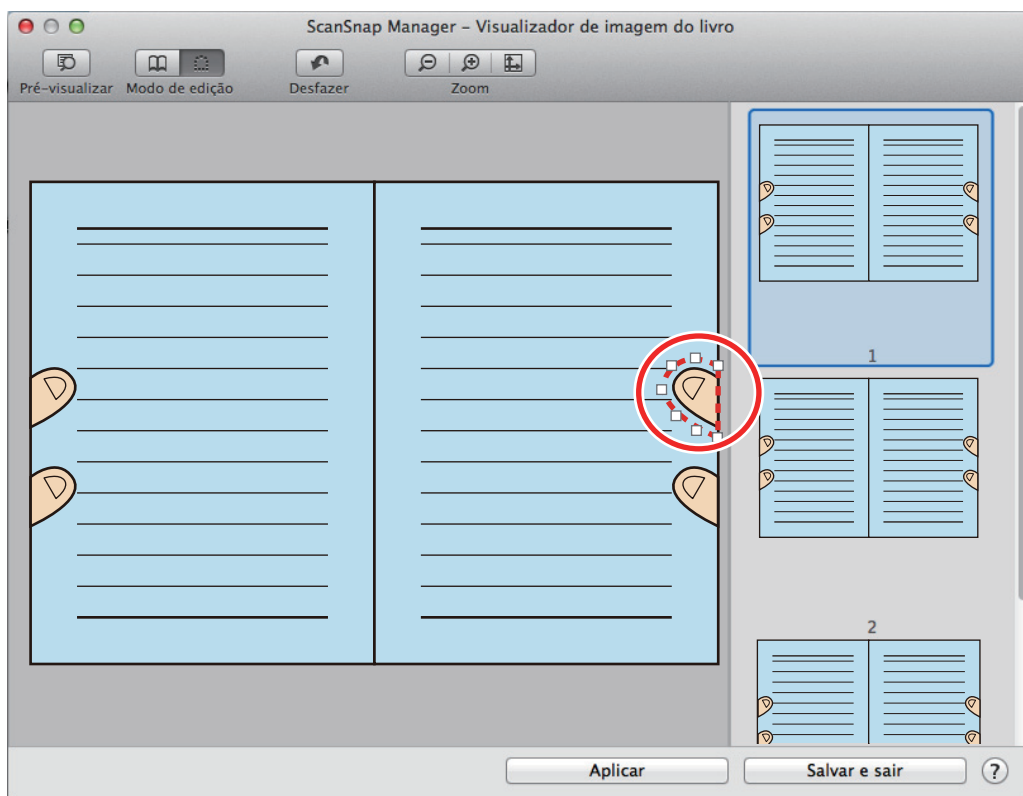 ScanSnap Manager – Visualizador de imagem do livro
Pré-visualizar Modo de edição Desfazer Zoom
1
2
Aplicar Salvar e sair ?